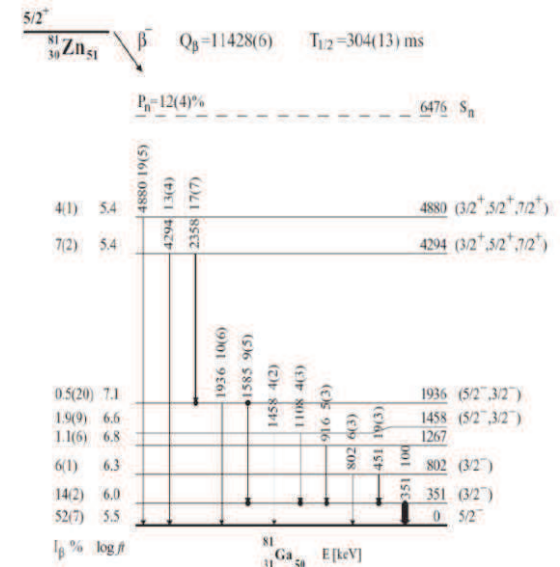 5/2⁺
⁸¹₃₀Zn₅₁ β⁻ Qβ=11428(6) T₁/₂=304(13) ms
Pₙ=12(4)% 6476 Sₙ
4880 19(5)
4294 13(4)
2358 17(7)
4(1) 5.4 4880 (3/2⁺,5/2⁺,7/2⁺)
7(2) 5.4 4294 (3/2⁺,5/2⁺,7/2⁺)
1936 10(6)
1585 9(5)
1458 4(2)
1108 4(3)
916 5(3)
802 6(3)
451 19(3)
351 100
0.5(20) 7.1 1936 (5/2⁻,3/2⁻)
1.9(9) 6.6 1458 (5/2⁻,3/2⁻)
1.1(6) 6.8 1267
6(1) 6.3 802 (3/2⁻)
14(2) 6.0 351 (3/2⁻)
52(7) 5.5 0 5/2⁻
Iβ % log ft ⁸¹₃₁Ga₅₀ E [keV]